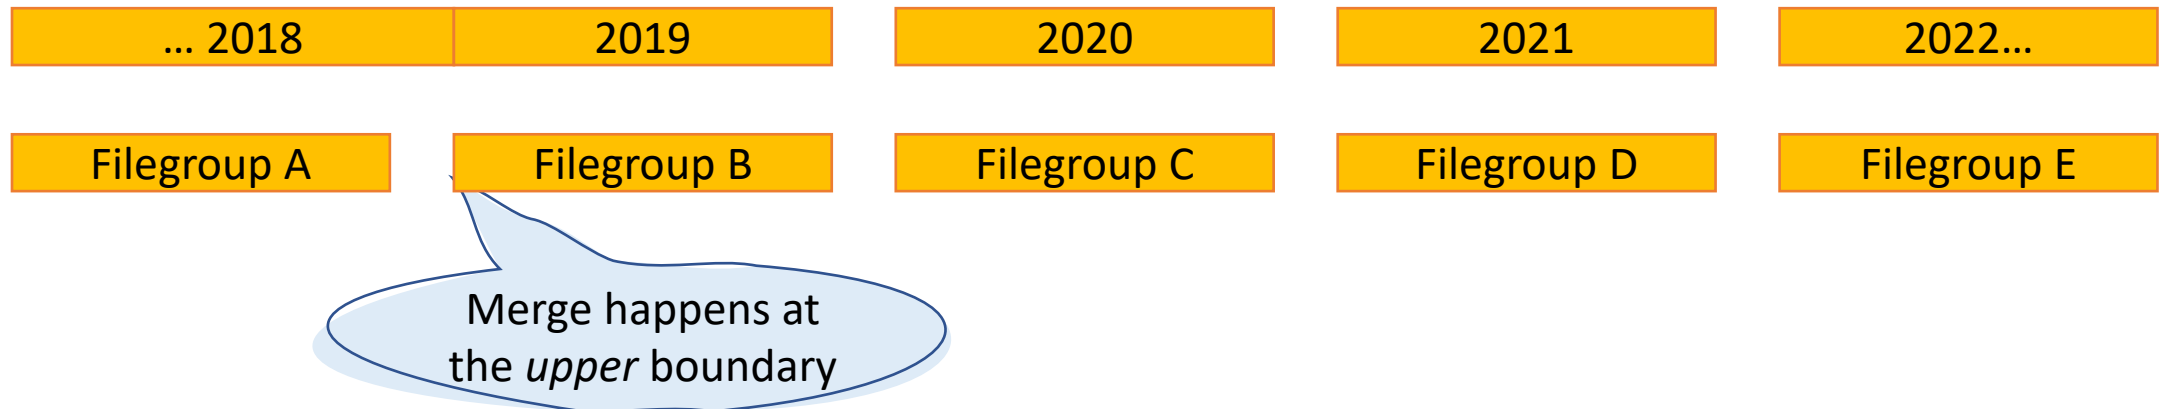 ... 2018 2019 2020 2021 2022...
Filegroup A Filegroup B Filegroup C Filegroup D Filegroup E
Merge happens at
the upper boundary